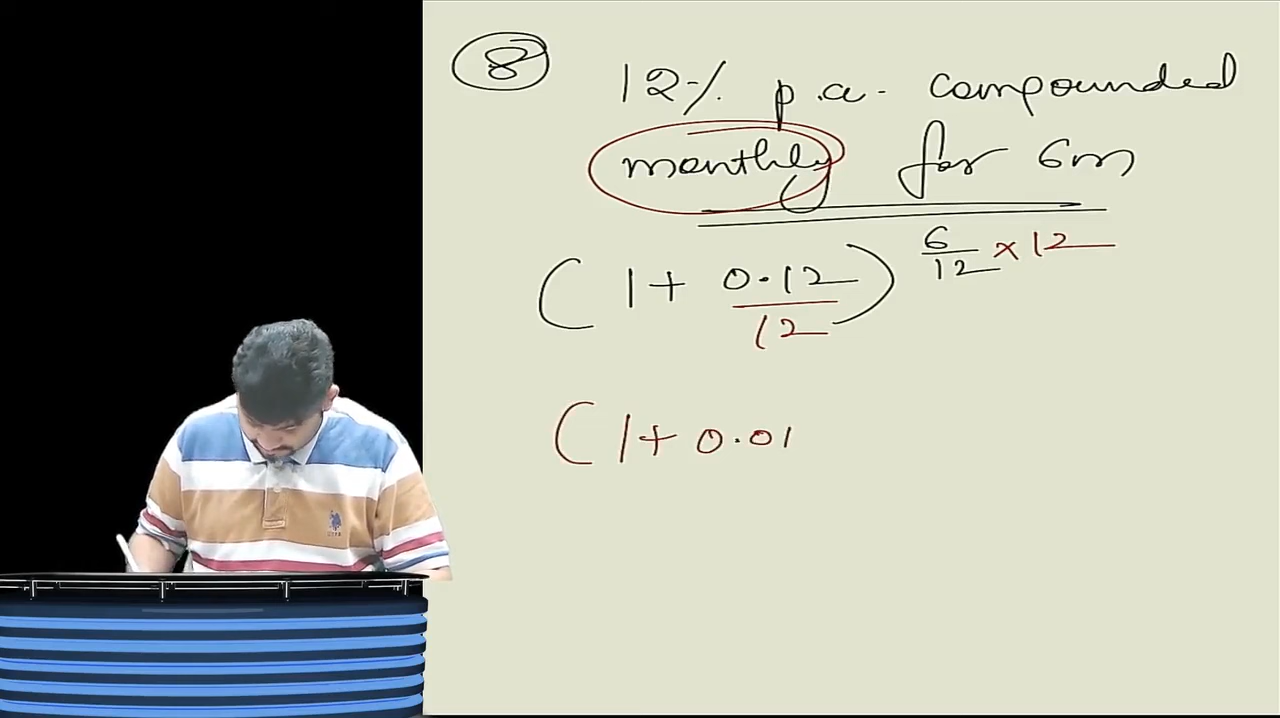 8
12% p.a. compounded
monthly for 6m
(1 + 0.12/12)^(6/12 × 12)
(1 + 0.01